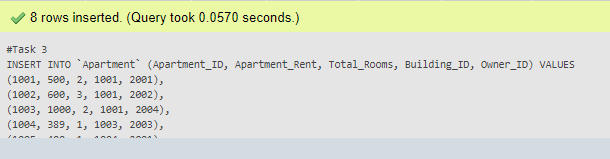 8 rows inserted. (Query took 0.0570 seconds.)
#Task 3
INSERT INTO `Apartment` (Apartment_ID, Apartment_Rent, Total_Rooms, Building_ID, Owner_ID) VALUES
(1001, 500, 2, 1001, 2001),
(1002, 600, 3, 1001, 2002),
(1003, 1000, 2, 1001, 2004),
(1004, 389, 1, 1003, 2003),